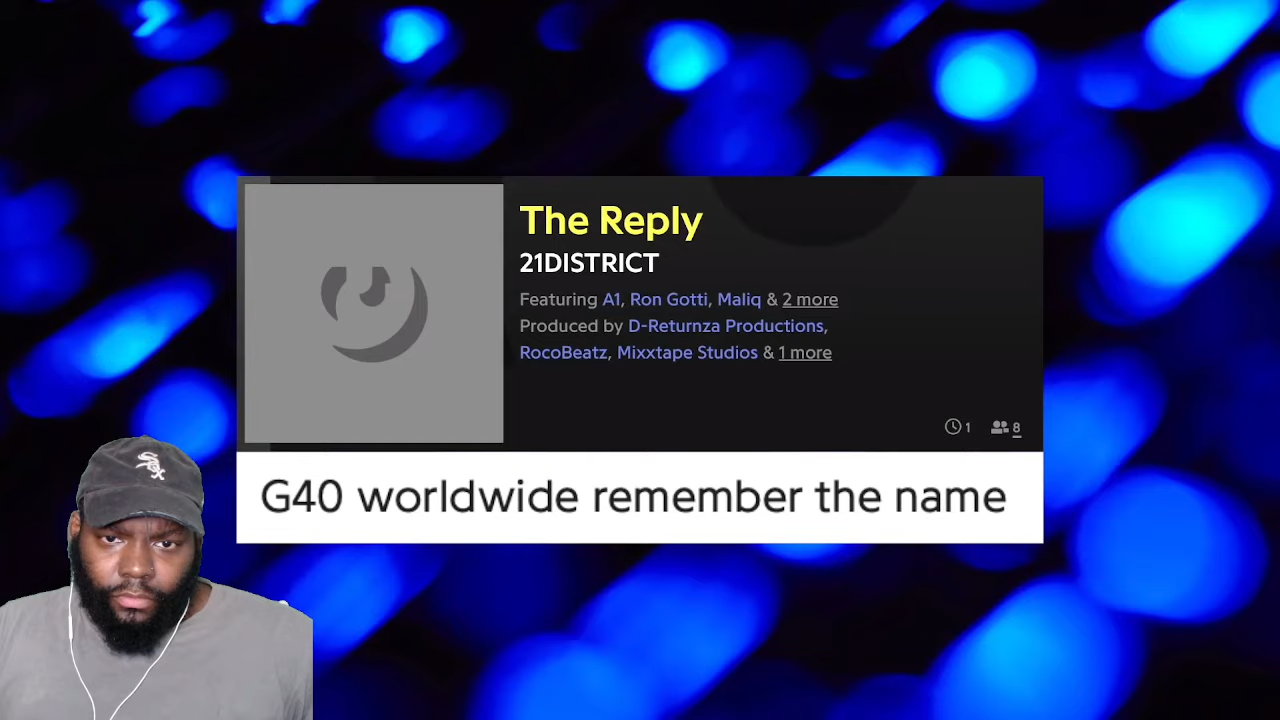 The Reply
21DISTRICT
Featuring A1, Ron Gotti, Maliq & 2 more
Produced by D-Returnza Productions,
RocoBeatz, Mixxtape Studios & 1 more
1 8
G40 worldwide remember the name
Sox